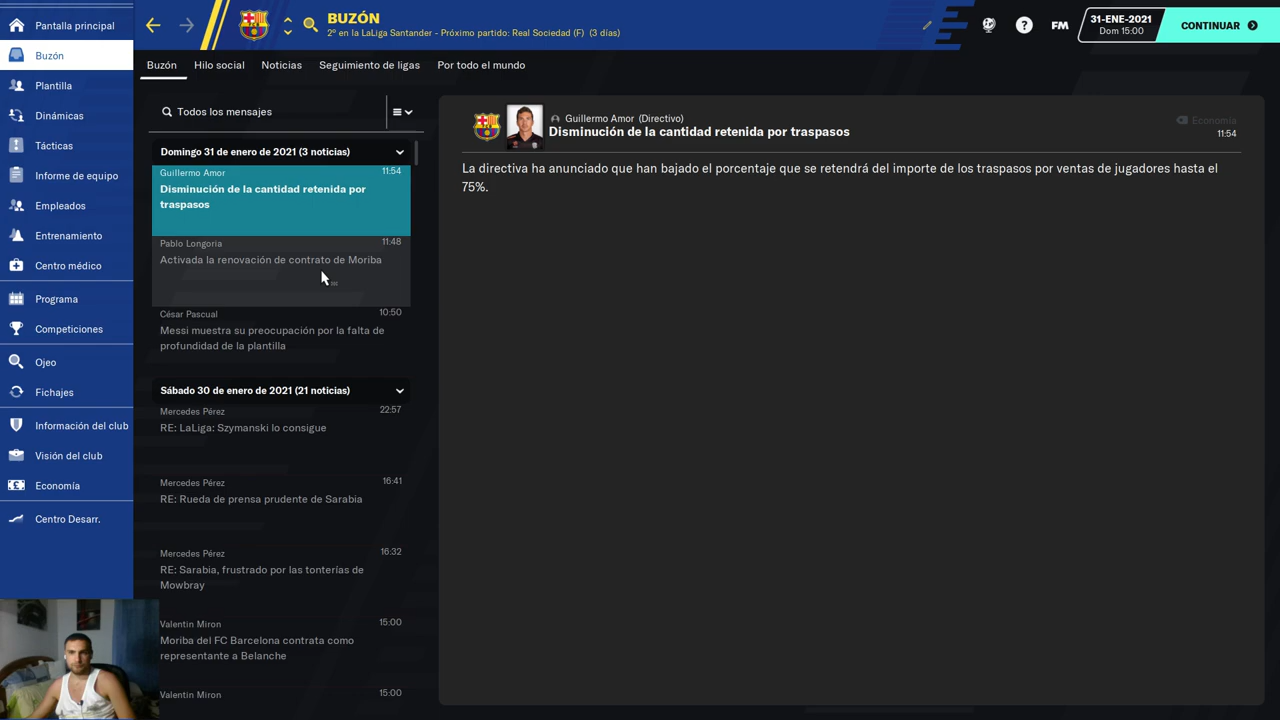 Pantalla principal
Buzón
Plantilla
Dinámicas
Tácticas
Informe de equipo
Empleados
Entrenamiento
Centro médico
Programa
Competiciones
Ojeo
Fichajes
Información del club
Visión del club
Economía
Centro Desarr.
BUZÓN
2º en la LaLiga Santander - Próximo partido: Real Sociedad (F) (3 días)
?
FM
31-ENE-2021
Dom 15:00
CONTINUAR
Buzón Hilo social Noticias Seguimiento de ligas Por todo el mundo
Todos los mensajes
Domingo 31 de enero de 2021 (3 noticias)
Guillermo Amor 11:54
Disminución de la cantidad retenida por
traspasos
Pablo Longoria 11:48
Activada la renovación de contrato de Moriba
César Pascual 10:50
Messi muestra su preocupación por la falta de
profundidad de la plantilla
Sábado 30 de enero de 2021 (21 noticias)
Mercedes Pérez 22:57
RE: LaLiga: Szymanski lo consigue
Mercedes Pérez 16:41
RE: Rueda de prensa prudente de Sarabia
Mercedes Pérez 16:32
RE: Sarabia, frustrado por las tonterías de
Mowbray
Valentin Miron 15:00
Moriba del FC Barcelona contrata como
representante a Belanche
Valentin Miron 15:00
Guillermo Amor (Directivo)
Disminución de la cantidad retenida por traspasos
Economía
11:54
La directiva ha anunciado que han bajado el porcentaje que se retendrá del importe de los traspasos por ventas de jugadores hasta el
75%.